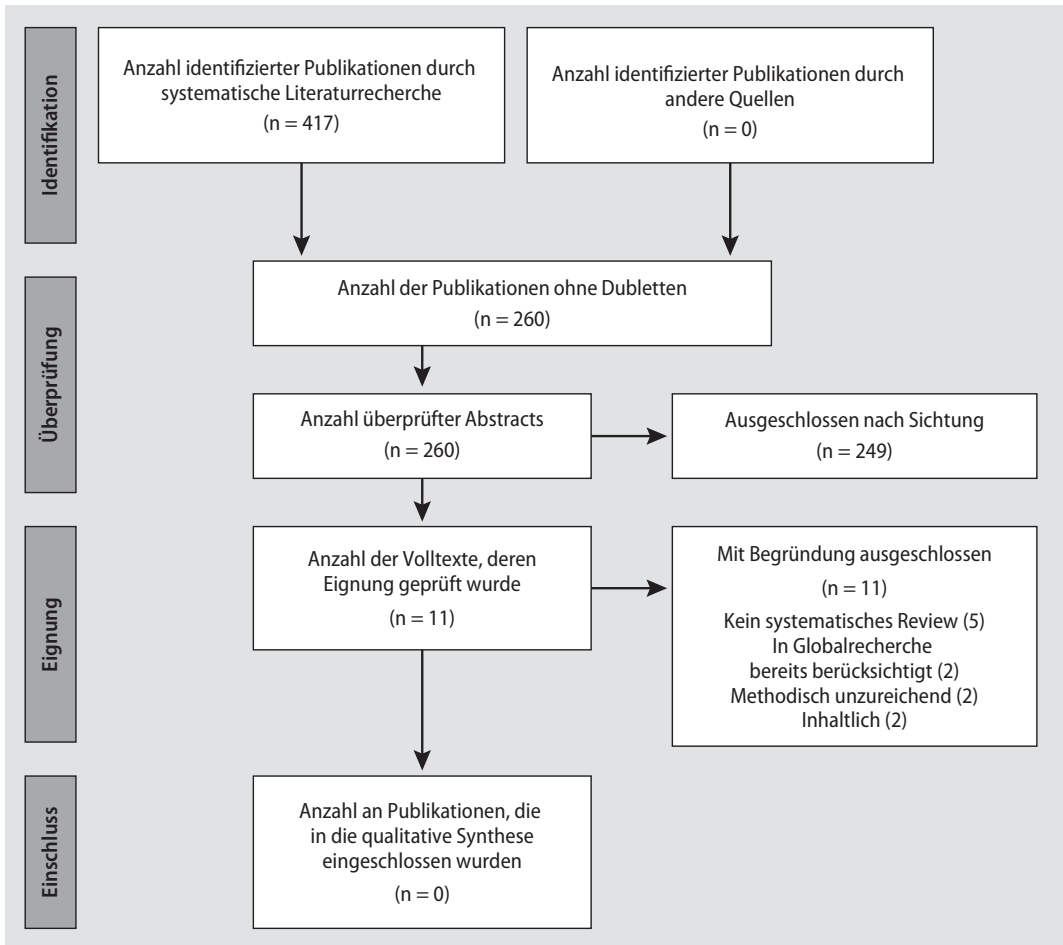 Identifikation
Anzahl identifizierter Publikationen durch
systematische Literaturrecherche
(n = 417)
Anzahl identifizierter Publikationen durch
andere Quellen
(n = 0)
Überprüfung
Anzahl der Publikationen ohne Dubletten
(n = 260)
Anzahl überprüfter Abstracts
(n = 260)
Ausgeschlossen nach Sichtung
(n = 249)
Eignung
Anzahl der Volltexte, deren
Eignung geprüft wurde
(n = 11)
Mit Begründung ausgeschlossen
(n = 11)
Kein systematisches Review (5)
In Globalrecherche
bereits berücksichtigt (2)
Methodisch unzureichend (2)
Inhaltlich (2)
Einschluss
Anzahl an Publikationen, die
in die qualitative Synthese
eingeschlossen wurden
(n = 0)